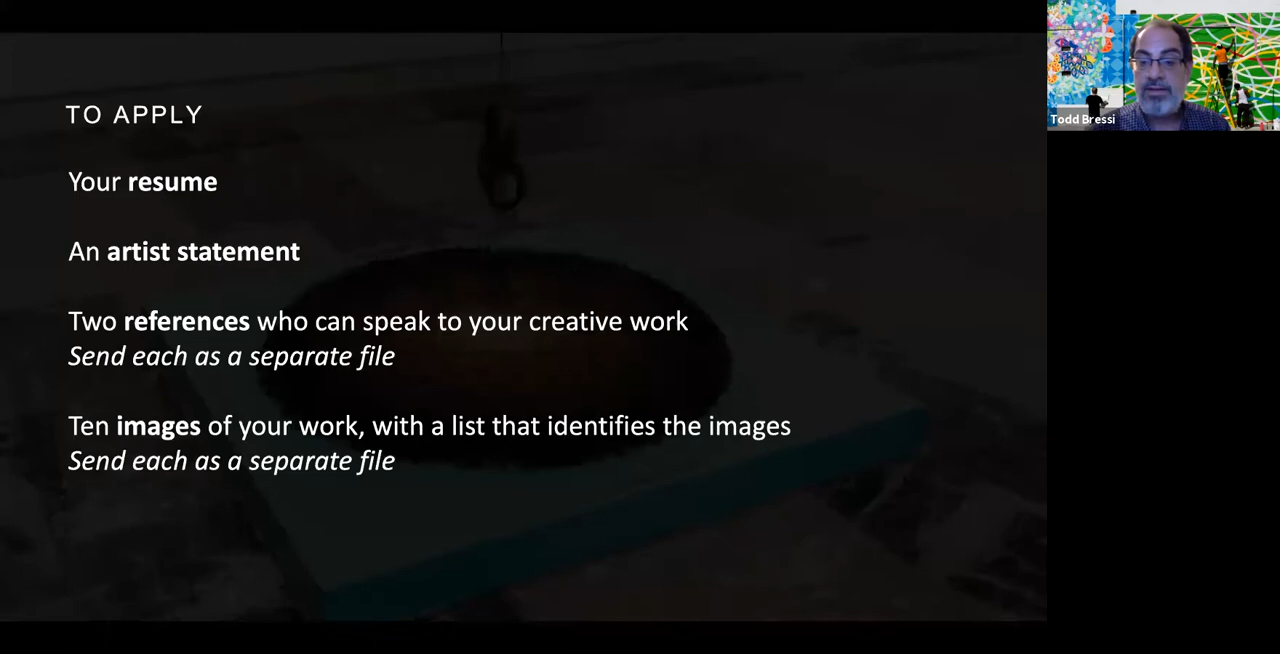 TO APPLY
Your resume
An artist statement
Two references who can speak to your creative work
Send each as a separate file
Ten images of your work, with a list that identifies the images
Send each as a separate file
Todd Bressi